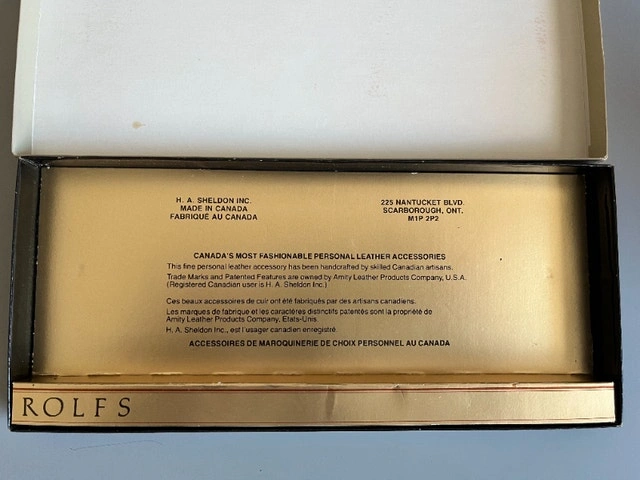 H. A. SHELDON INC.
MADE IN CANADA
FABRIQUÉ AU CANADA
225 NANTUCKET BLVD.
SCARBOROUGH, ONT.
M1P 2P2
CANADA'S MOST FASHIONABLE PERSONAL LEATHER ACCESSORIES
This fine personal leather accessory has been handcrafted by skilled Canadian artisans.
Trade Marks and Patented Features are owned by Amity Leather Products Company, U.S.A.
(Registered Canadian user is H. A. Sheldon Inc.)
Ces beaux accessoires de cuir ont été fabriqués par des artisans canadiens.
Les marques de fabrique et les caractères distinctifs patentés sont la propriété de
Amity Leather Products Company, Etats-Unis.
H. A. Sheldon Inc., est l'usager canadien enregistré.
ACCESSOIRES DE MAROQUINERIE DE CHOIX PERSONNEL AU CANADA
ROLFS